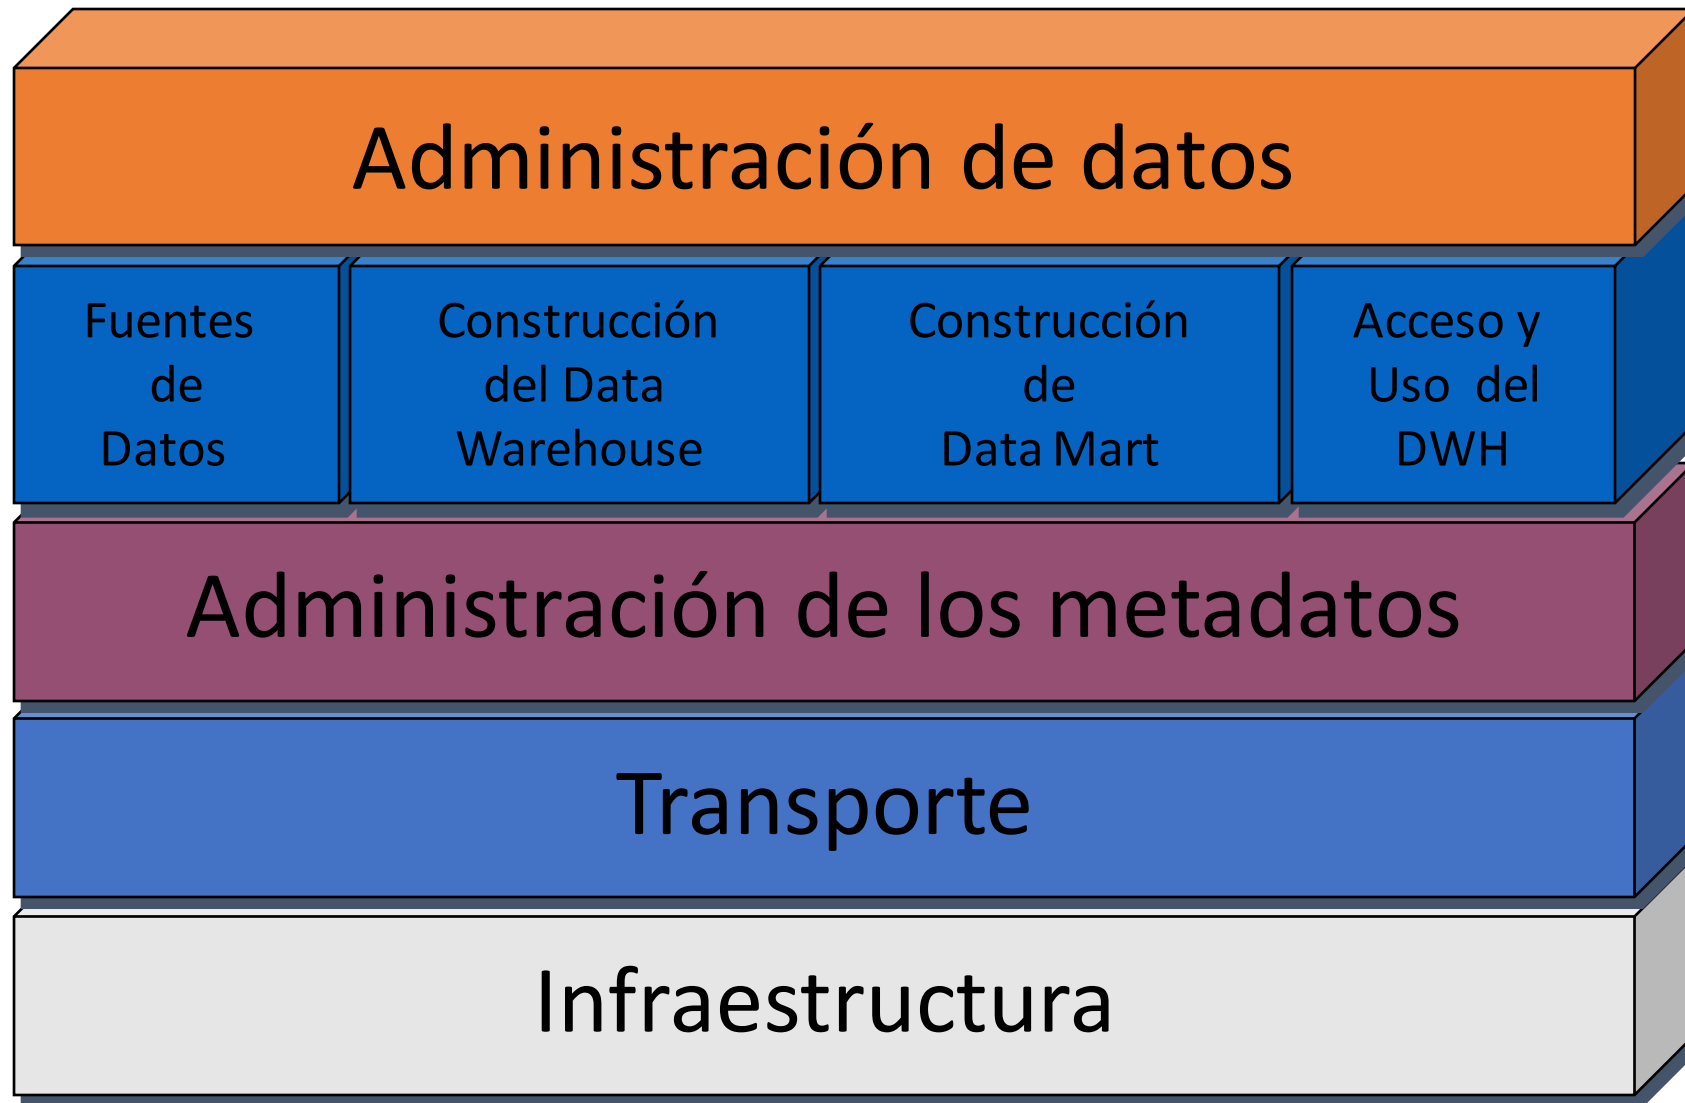 Administración de datos
Fuentes
de
Datos
Construcción
del Data
Warehouse
Construcción
de
Data Mart
Acceso y
Uso del
DWH
Administración de los metadatos
Transporte
Infraestructura